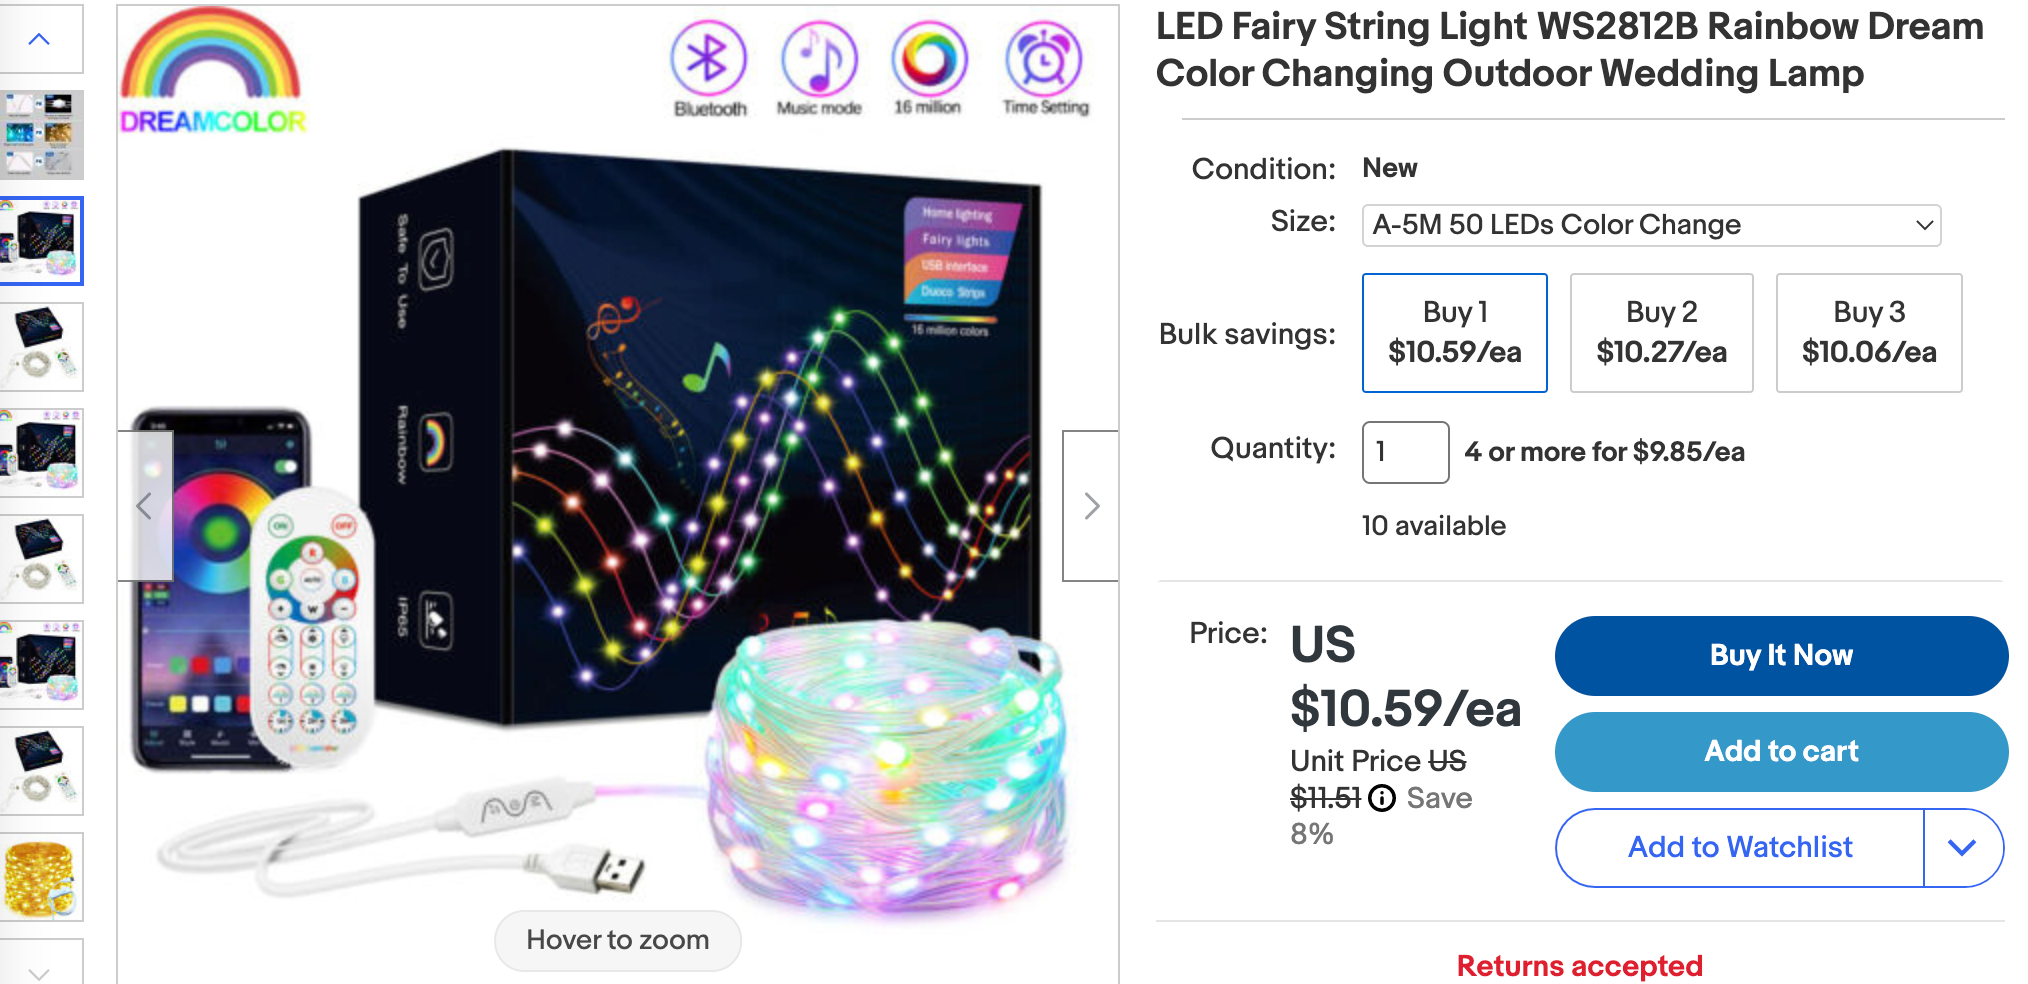 DREAMCOLOR
Bluetooth
Music mode
16 million
Time Setting
Safe To Use
Rainbow
IP65
Home lighting
Fairy lights
USB interface
16 million colors
ON
OFF
R
G
AUTO
B
W
Hover to zoom
LED Fairy String Light WS2812B Rainbow Dream
Color Changing Outdoor Wedding Lamp
Condition: New
Size: A-5M 50 LEDs Color Change
Bulk savings:
Buy 1
$10.59/ea
Buy 2
$10.27/ea
Buy 3
$10.06/ea
Quantity: 1 4 or more for $9.85/ea
10 available
Price:
US
$10.59/ea
Unit Price US
$11.51 Save
8%
Buy It Now
Add to cart
Add to Watchlist
Returns accepted